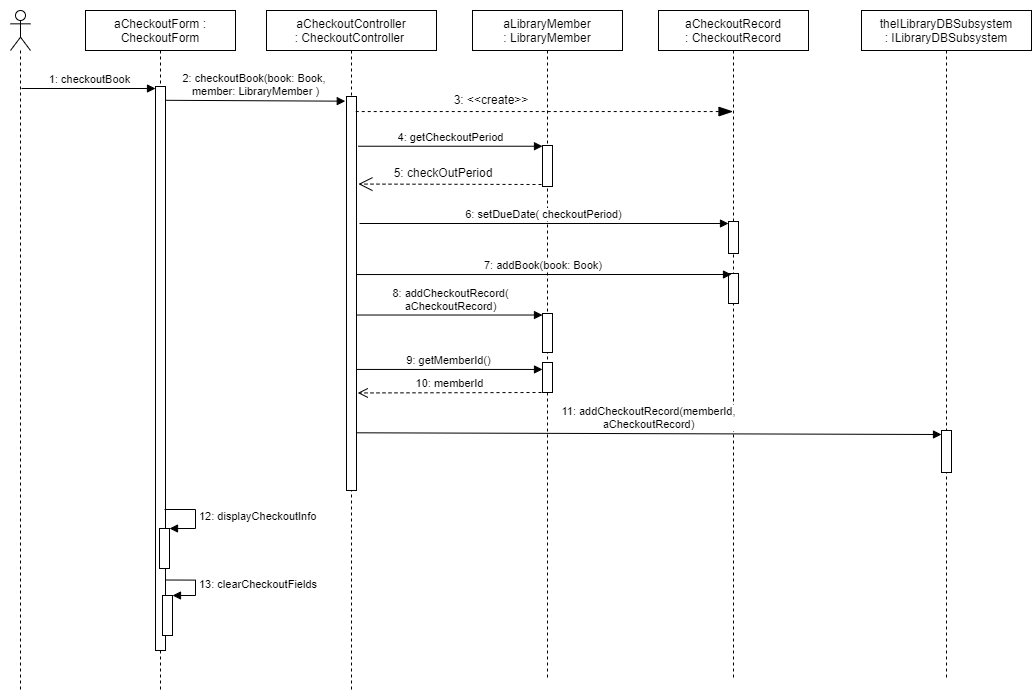 aCheckoutForm :
CheckoutForm
aCheckoutController
: CheckoutController
aLibraryMember
: LibraryMember
aCheckoutRecord
: CheckoutRecord
theILibraryDBSubsystem
: ILibraryDBSubsystem
1: checkoutBook
2: checkoutBook(book: Book,
member: LibraryMember )
3: <<create>>
4: getCheckoutPeriod
5: checkOutPeriod
6: setDueDate( checkoutPeriod)
7: addBook(book: Book)
8: addCheckoutRecord(
aCheckoutRecord)
9: getMemberId()
10: memberId
11: addCheckoutRecord(memberId,
aCheckoutRecord)
12: displayCheckoutInfo
13: clearCheckoutFields